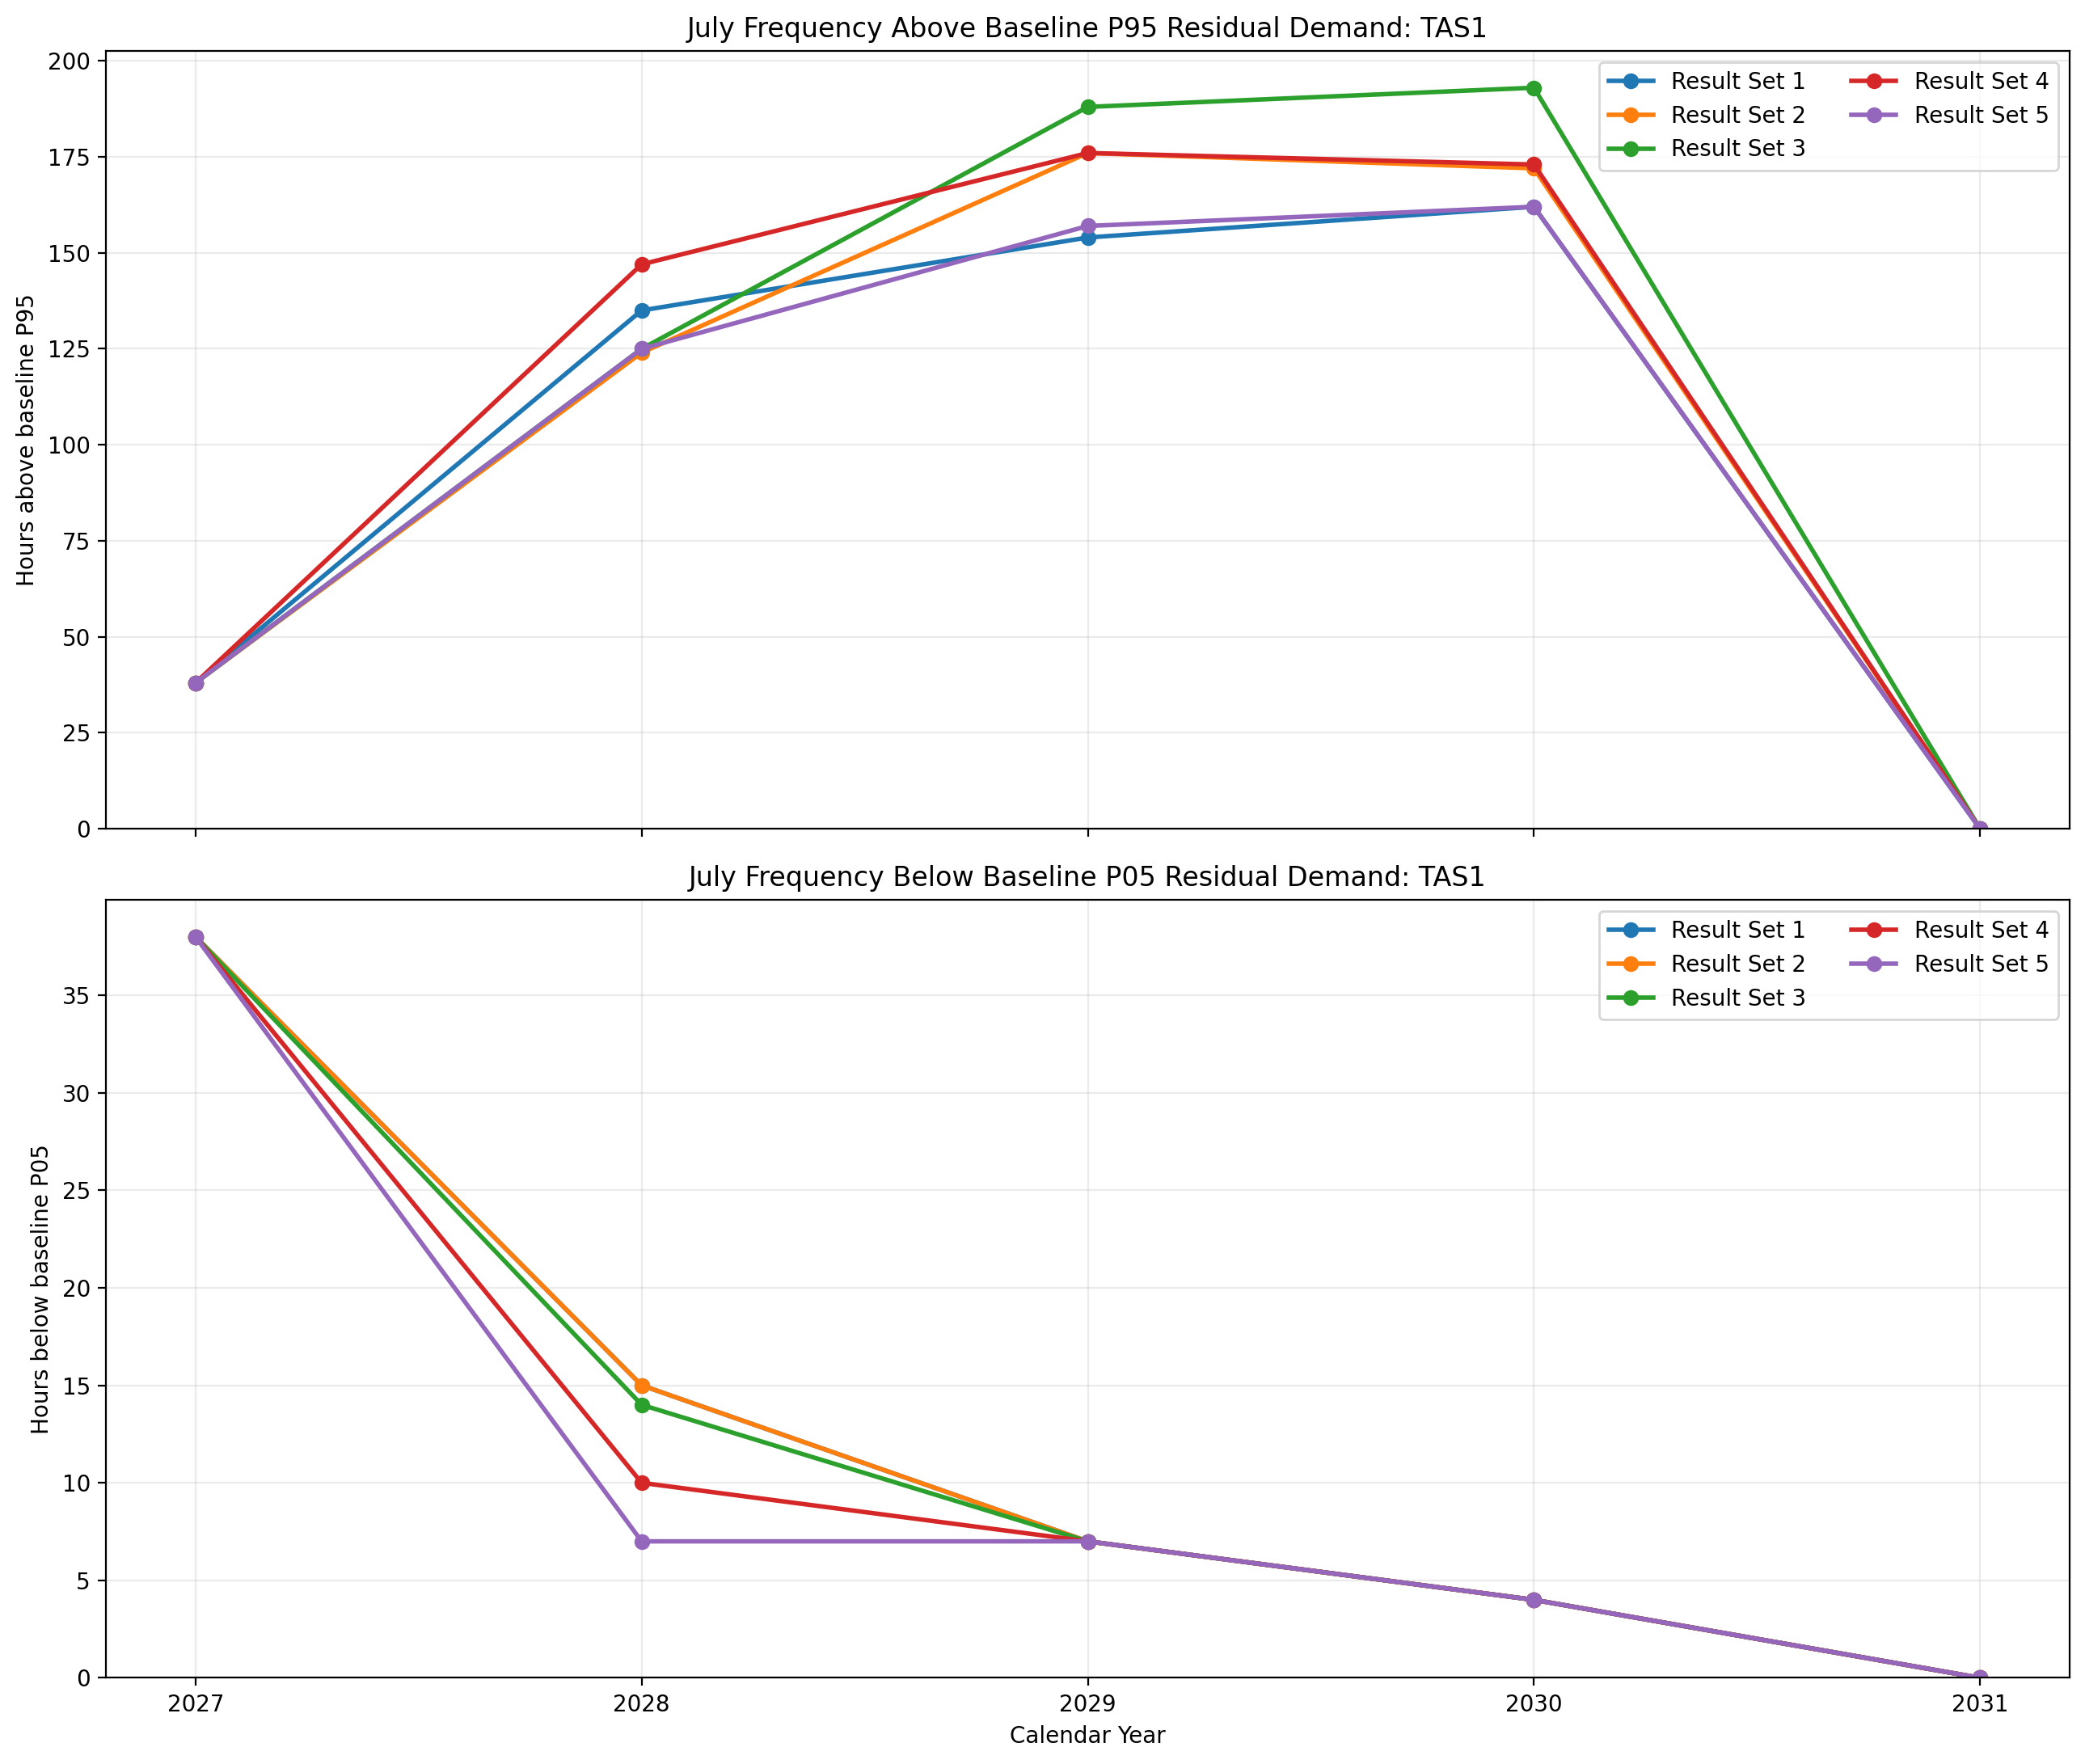 July Frequency Above Baseline P95 Residual Demand: TAS1
Hours above baseline P95
200
175
150
125
100
75
50
25
0
Result Set 1
Result Set 2
Result Set 3
Result Set 4
Result Set 5
July Frequency Below Baseline P05 Residual Demand: TAS1
Hours below baseline P05
35
30
25
20
15
10
5
0
Result Set 1
Result Set 2
Result Set 3
Result Set 4
Result Set 5
2027
2028
2029
2030
2031
Calendar Year